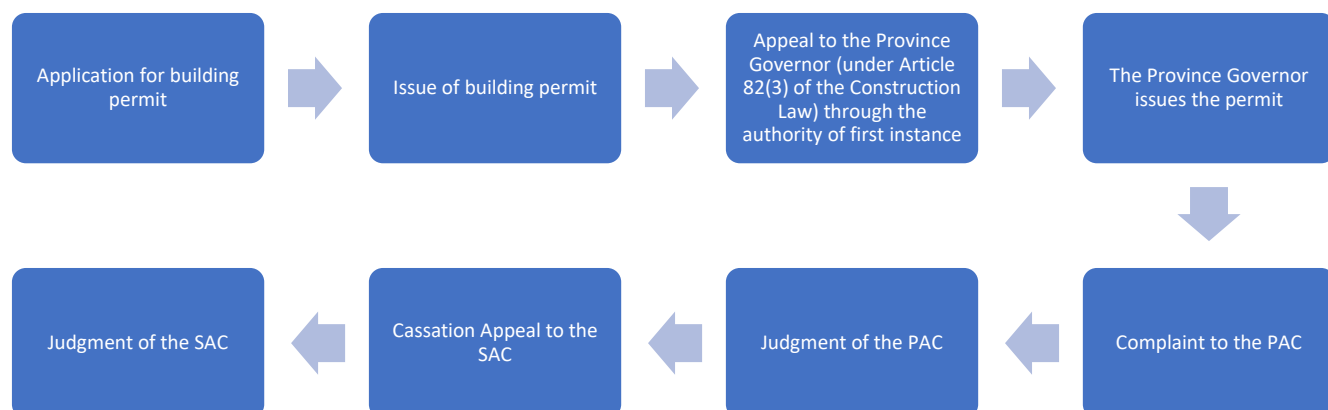 Application for building
permit
Issue of building permit
Appeal to the Province
Governor (under Article
82(3) of the Construction
Law) through the
authority of first instance
The Province Governor
issues the permit
Complaint to the PAC
Judgment of the PAC
Cassation Appeal to the
SAC
Judgment of the SAC